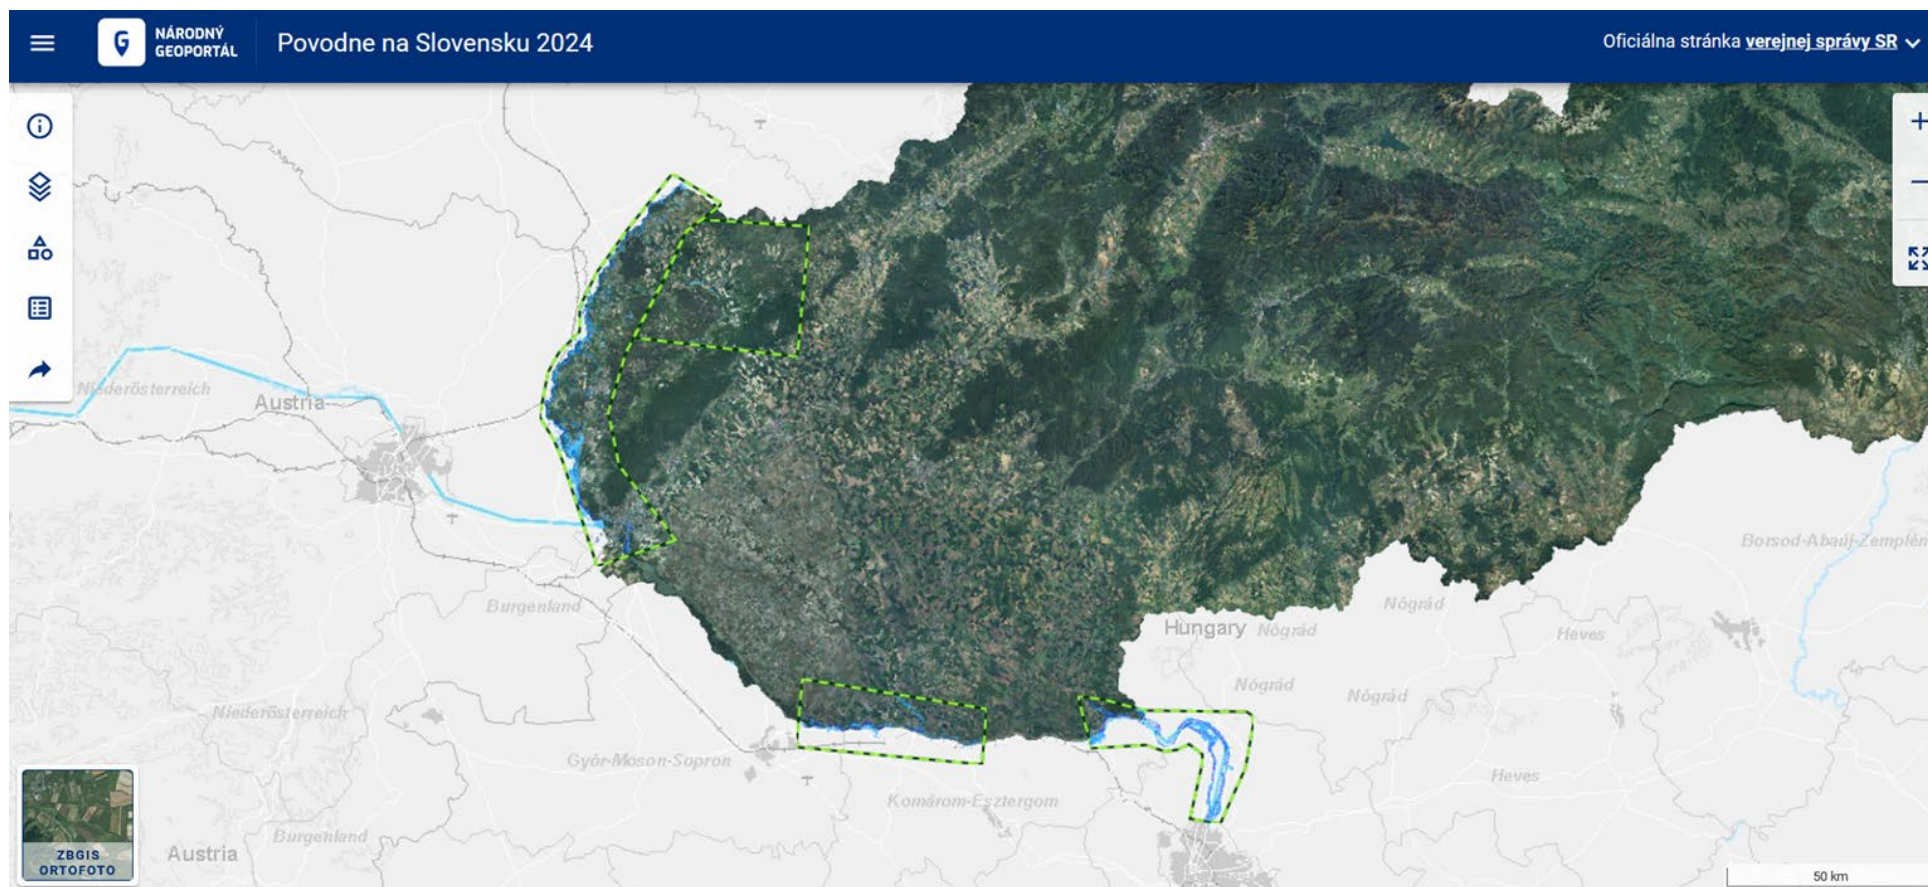 NÁRODNÝ
GEOPORTÁL
Povodne na Slovensku 2024
Oficiálna stránka verejnej správy SR
Niederösterreich
Austria
Burgenland
Borsod-Abaúj-Zemplén
Hungary
Nógrád
Nógrád
Heves
Nógrád
Nógrád
Niederösterreich
Győr-Moson-Sopron
Komárom-Esztergom
Heves
Burgenland
Austria
ZBGIS
ORTOFOTO
50 km